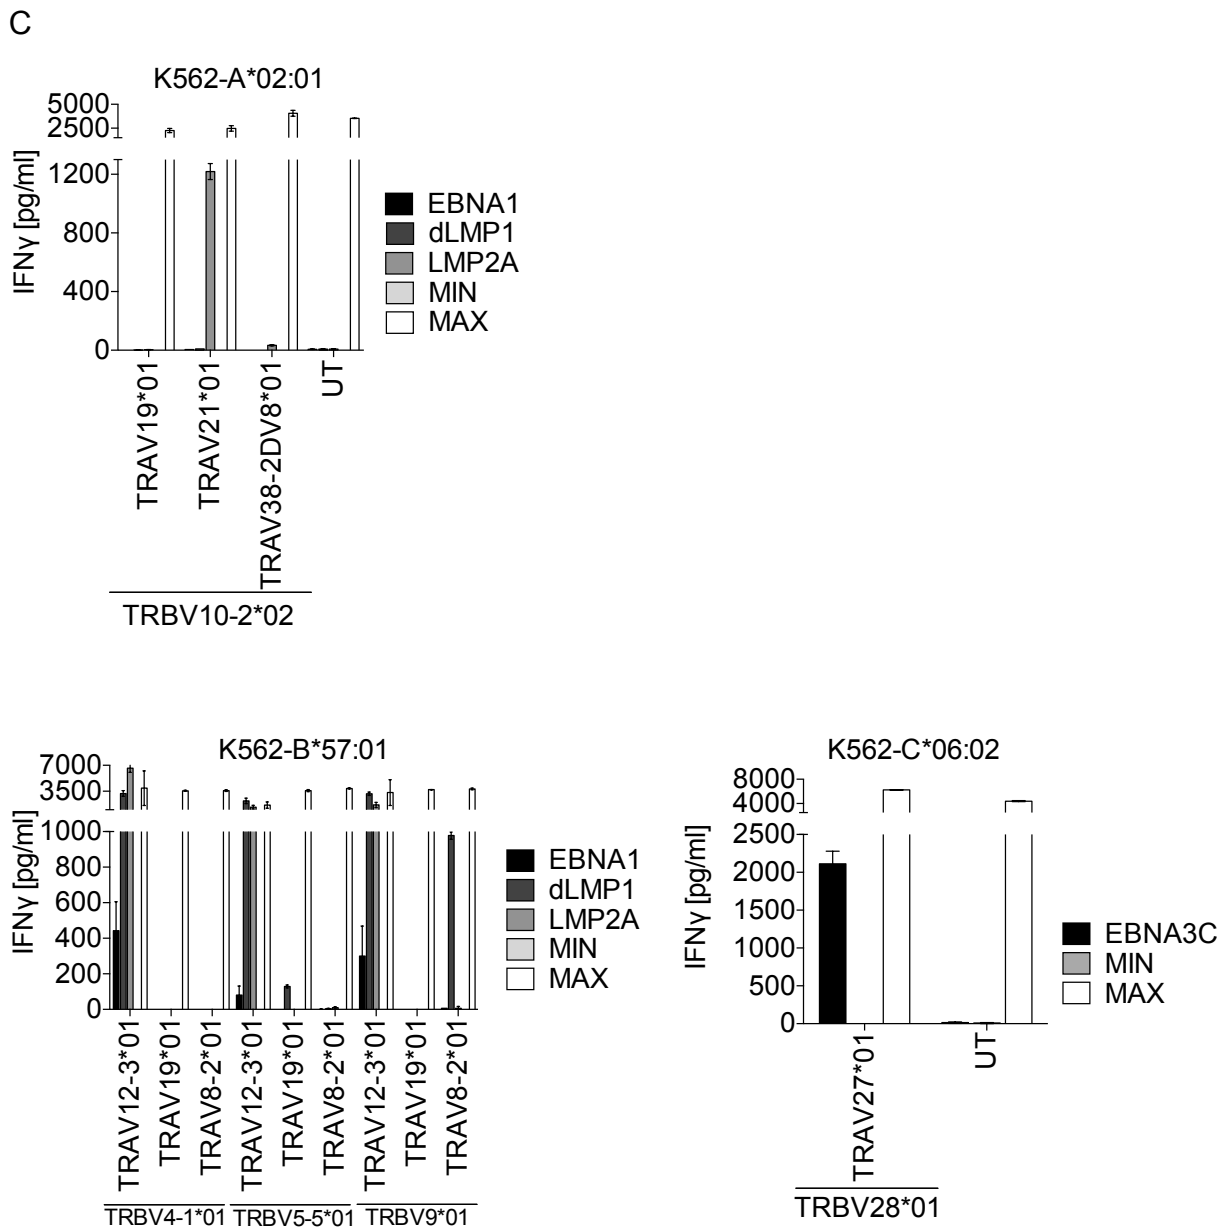 C
K562-A*02:01
5000
2500
1200
800
400
0
IFNγ [pg/ml]
EBNA1
dLMP1
LMP2A
MIN
MAX
TRAV19*01
TRAV21*01
TRAV38-2DV8*01
UT
TRBV10-2*02
K562-B*57:01
7000
3500
1000
800
600
400
200
0
IFNγ [pg/ml]
EBNA1
dLMP1
LMP2A
MIN
MAX
TRAV12-3*01
TRAV19*01
TRAV8-2*01
TRAV12-3*01
TRAV19*01
TRAV8-2*01
TRAV12-3*01
TRAV19*01
TRAV8-2*01
TRBV4-1*01
TRBV5-5*01
TRBV9*01
K562-C*06:02
8000
4000
2500
2000
1500
1000
500
0
IFNγ [pg/ml]
EBNA3C
MIN
MAX
TRAV27*01
UT
TRBV28*01